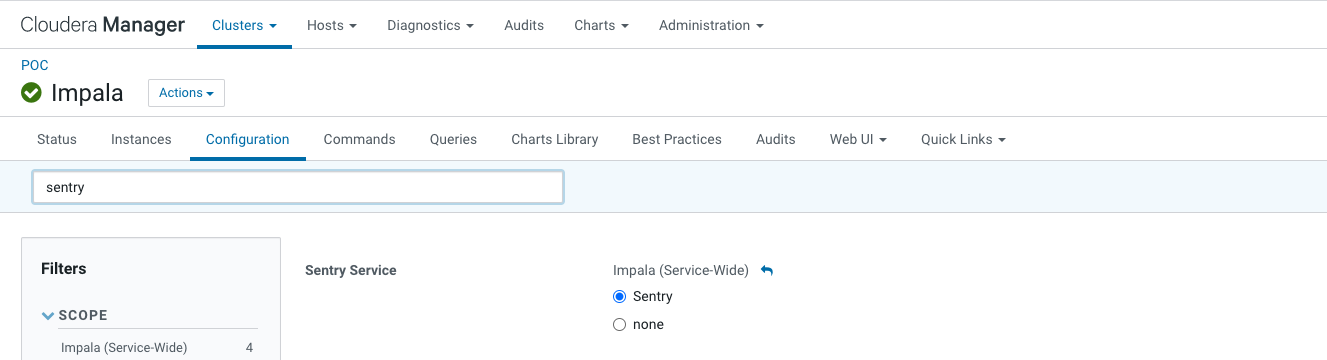 Cloudera Manager Clusters Hosts Diagnostics Audits Charts Administration
POC
Impala Actions
Status Instances Configuration Commands Queries Charts Library Best Practices Audits Web UI Quick Links
sentry
Filters
Sentry Service Impala (Service-Wide)
Sentry
SCOPE
none
Impala (Service-Wide) 4